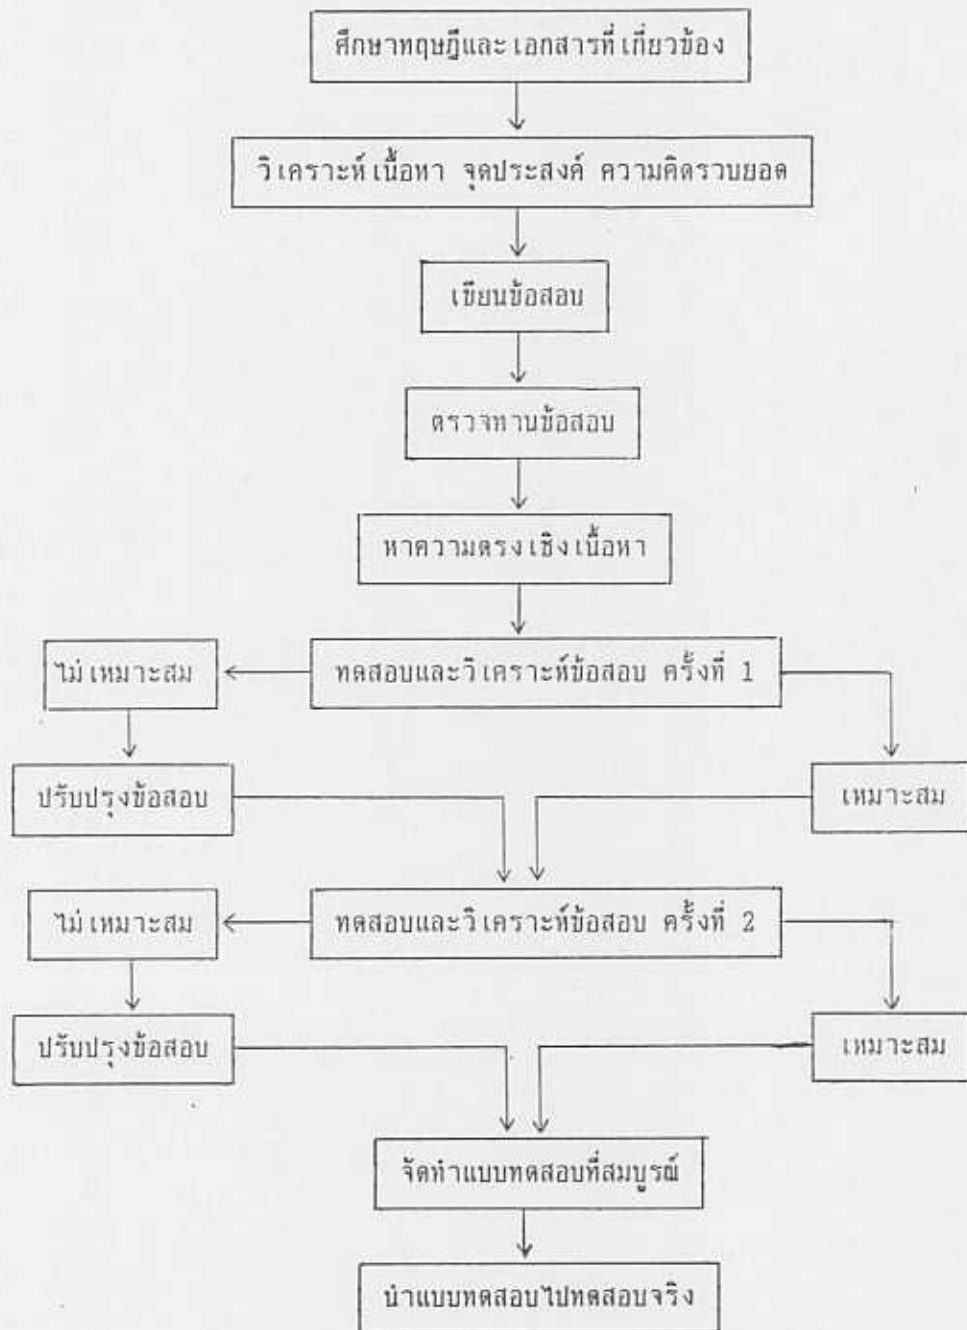 ศึกษาทฤษฎีและเอกสารที่เกี่ยวข้อง
วิเคราะห์เนื้อหา จุดประสงค์ ความคิดรวบยอด
เขียนข้อสอบ
ตรวจทานข้อสอบ
หาความตรงเชิงเนื้อหา
ไม่เหมาะสม
ทดสอบและวิเคราะห์ข้อสอบ ครั้งที่ 1
ปรับปรุงข้อสอบ
เหมาะสม
ไม่เหมาะสม
ทดสอบและวิเคราะห์ข้อสอบ ครั้งที่ 2
ปรับปรุงข้อสอบ
เหมาะสม
จัดทำแบบทดสอบที่สมบูรณ์
นำแบบทดสอบไปทดสอบจริง